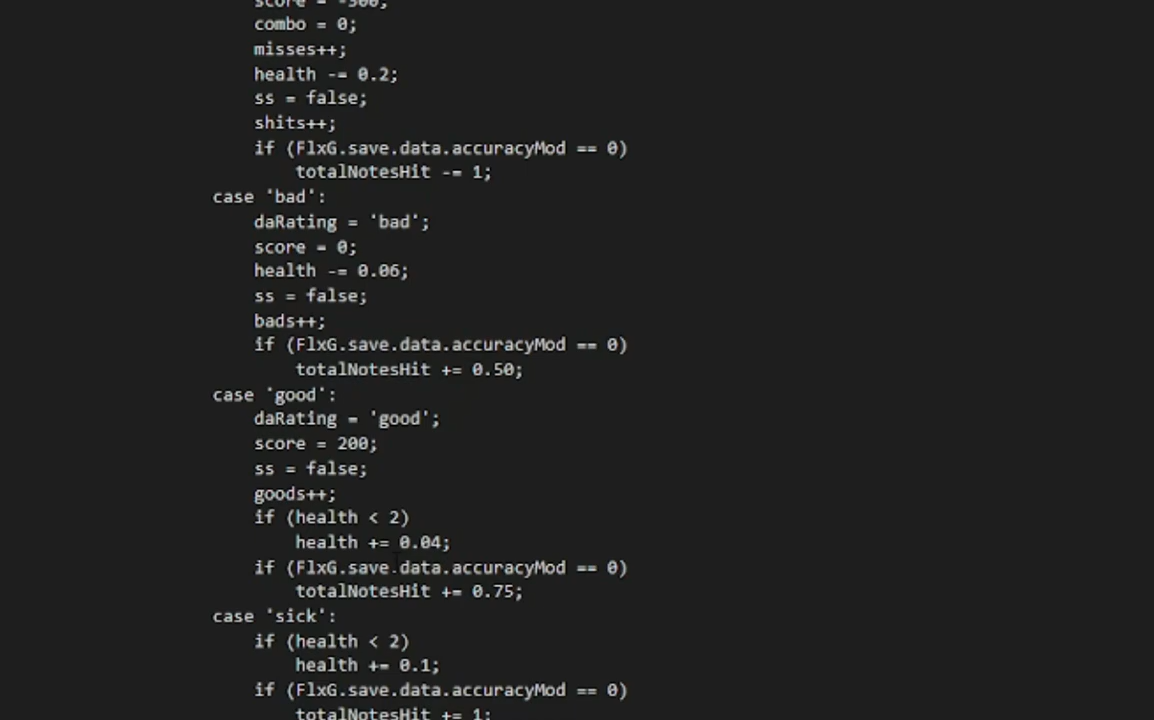 score = -300;
combo = 0;
misses++;
health -= 0.2;
ss = false;
shits++;
if (FlxG.save.data.accuracyMod == 0)
totalNotesHit -= 1;
case 'bad':
daRating = 'bad';
score = 0;
health -= 0.06;
ss = false;
bads++;
if (FlxG.save.data.accuracyMod == 0)
totalNotesHit += 0.50;
case 'good':
daRating = 'good';
score = 200;
ss = false;
goods++;
if (health < 2)
health += 0.04;
if (FlxG.save.data.accuracyMod == 0)
totalNotesHit += 0.75;
case 'sick':
if (health < 2)
health += 0.1;
if (FlxG.save.data.accuracyMod == 0)
totalNotesHit += 1;